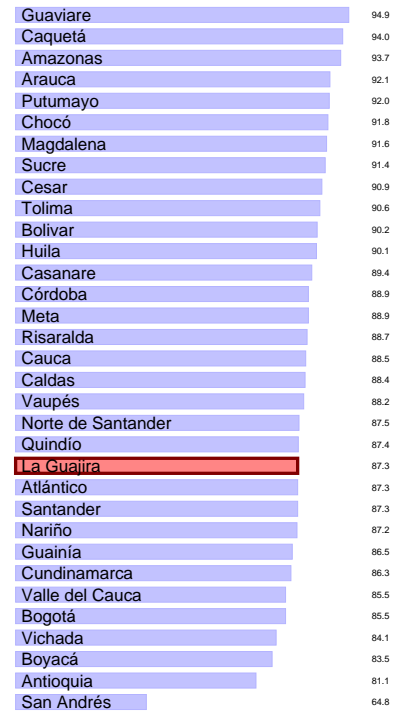 Guaviare 94.9
Caquetá 94.0
Amazonas 93.7
Arauca 92.1
Putumayo 92.0
Chocó 91.8
Magdalena 91.6
Sucre 91.4
Cesar 90.9
Tolima 90.6
Bolivar 90.2
Huila 90.1
Casanare 89.4
Córdoba 88.9
Meta 88.9
Risaralda 88.7
Cauca 88.5
Caldas 88.4
Vaupés 88.2
Norte de Santander 87.5
Quindío 87.4
La Guajira 87.3
Atlántico 87.3
Santander 87.3
Nariño 87.2
Guainía 86.5
Cundinamarca 86.3
Valle del Cauca 85.5
Bogotá 85.5
Vichada 84.1
Boyacá 83.5
Antioquia 81.1
San Andrés 64.8